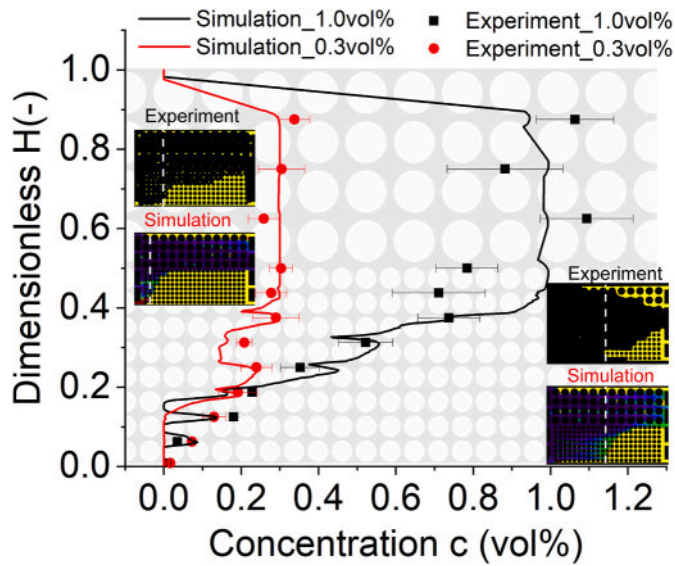 Simulation_1.0vol% Experiment_1.0vol%
Simulation_0.3vol% Experiment_0.3vol%
1.0
0.8
0.6
0.4
0.2
0.0
Dimensionless H(-)
Experiment
Simulation
Experiment
Simulation
0.0 0.2 0.4 0.6 0.8 1.0 1.2
Concentration c (vol%)